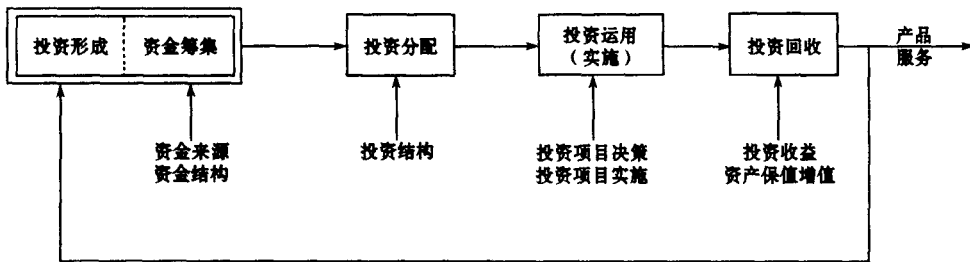 投资形成
资金筹集
投资分配
投资运用
（实施）
投资回收
产品
服务
资金来源
资金结构
投资结构
投资项目决策
投资项目实施
投资收益
资产保值增值